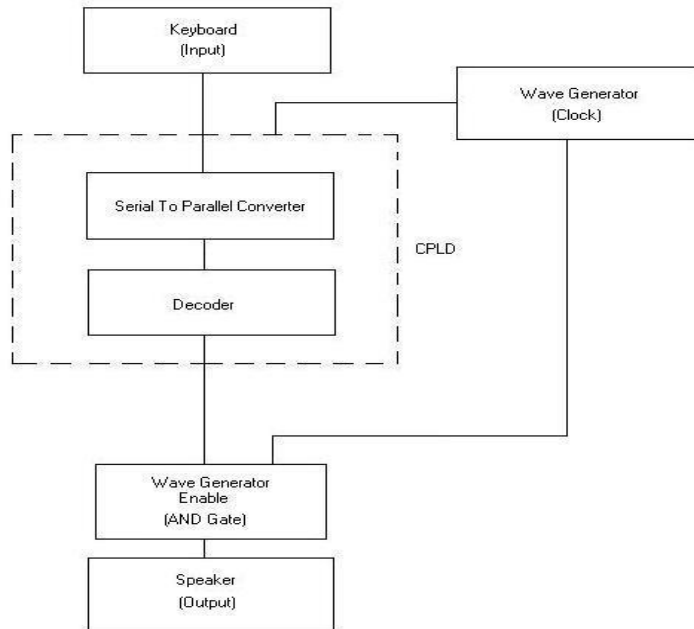 Keyboard
(Input)
Wave Generator
(Clock)
Serial To Parallel Converter
CPLD
Decoder
Wave Generator
Enable
(AND Gate)
Speaker
(Output)